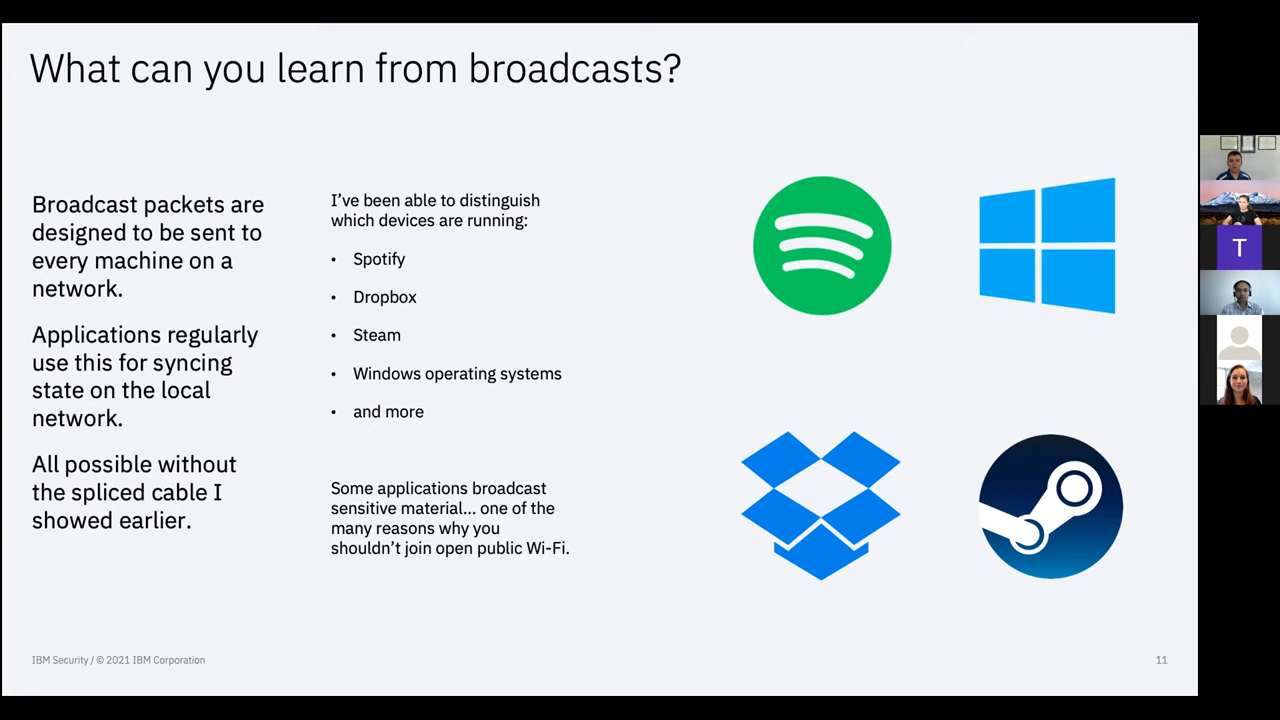 What can you learn from broadcasts?
Broadcast packets are
designed to be sent to
every machine on a
network.
Applications regularly
use this for syncing
state on the local
network.
All possible without
the spliced cable I
showed earlier.
I’ve been able to distinguish
which devices are running:
• Spotify
• Dropbox
• Steam
• Windows operating systems
• and more
Some applications broadcast
sensitive material... one of the
many reasons why you
shouldn’t join open public Wi-Fi.
T
IBM Security / © 2021 IBM Corporation
11